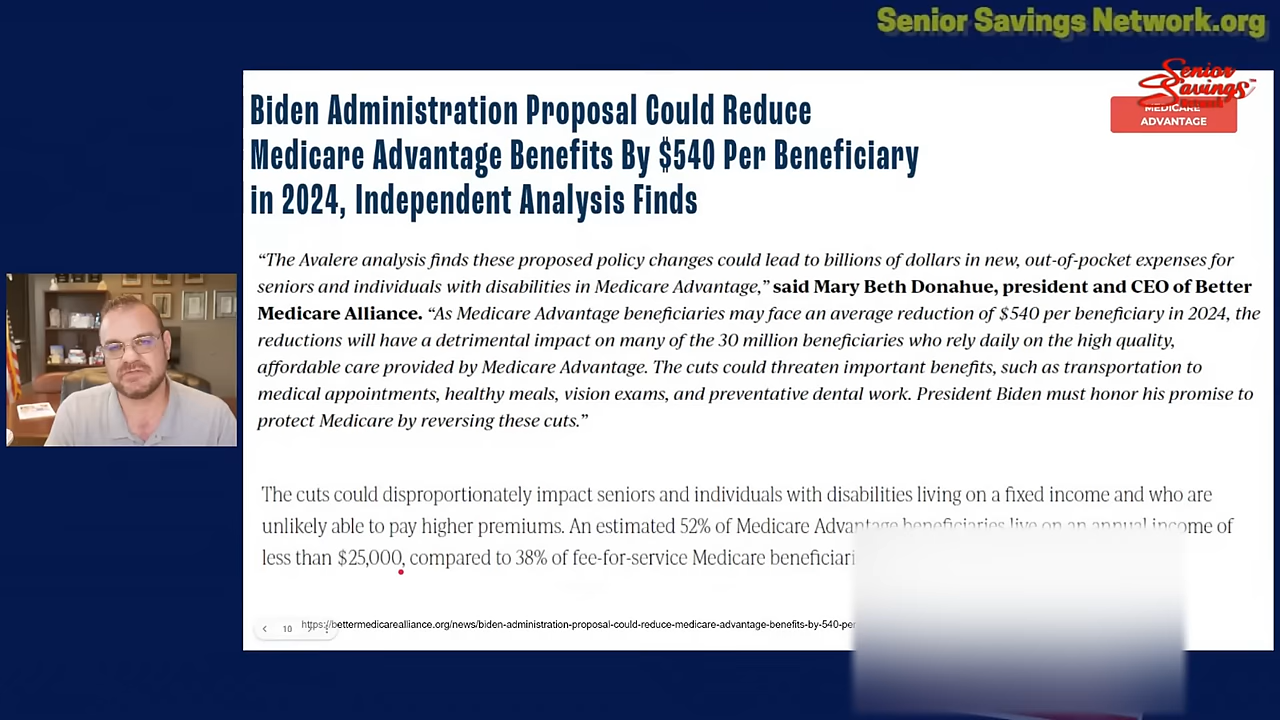 Senior Savings Network.org
Senior
Savings
Network
MEDICARE
ADVANTAGE
Biden Administration Proposal Could Reduce
Medicare Advantage Benefits By $540 Per Beneficiary
in 2024, Independent Analysis Finds
“The Avalere analysis finds these proposed policy changes could lead to billions of dollars in new, out-of-pocket expenses for
seniors and individuals with disabilities in Medicare Advantage,” said Mary Beth Donahue, president and CEO of Better
Medicare Alliance. “As Medicare Advantage beneficiaries may face an average reduction of $540 per beneficiary in 2024, the
reductions will have a detrimental impact on many of the 30 million beneficiaries who rely daily on the high quality,
affordable care provided by Medicare Advantage. The cuts could threaten important benefits, such as transportation to
medical appointments, healthy meals, vision exams, and preventative dental work. President Biden must honor his promise to
protect Medicare by reversing these cuts.”
The cuts could disproportionately impact seniors and individuals with disabilities living on a fixed income and who are
unlikely able to pay higher premiums. An estimated 52% of Medicare Advantage beneficiaries live on an annual income of
less than $25,000, compared to 38% of fee-for-service Medicare
10
https://bettermedicarealliance.org/news/biden-administration-proposal-could-reduce-medicare-advantage-benefits-by-540-per